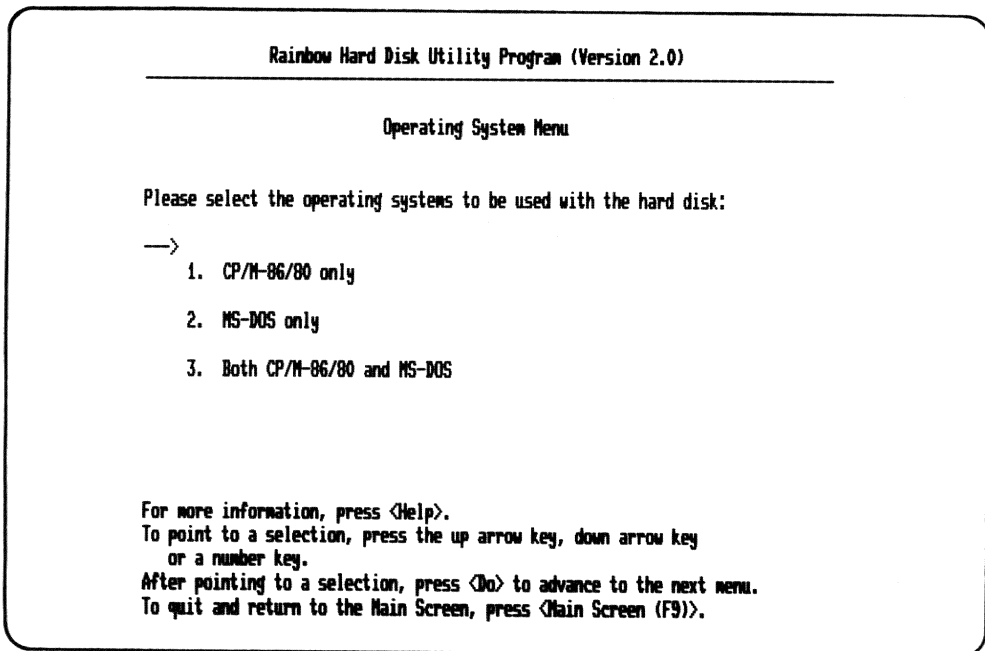 Rainbow Hard Disk Utility Program (Version 2.0)
Operating System Menu
Please select the operating systems to be used with the hard disk:
-->
1. CP/M-86/80 only
2. MS-DOS only
3. Both CP/M-86/80 and MS-DOS
For more information, press <Help>.
To point to a selection, press the up arrow key, down arrow key
or a number key.
After pointing to a selection, press <Do> to advance to the next menu.
To quit and return to the Main Screen, press <Main Screen (F9)>.